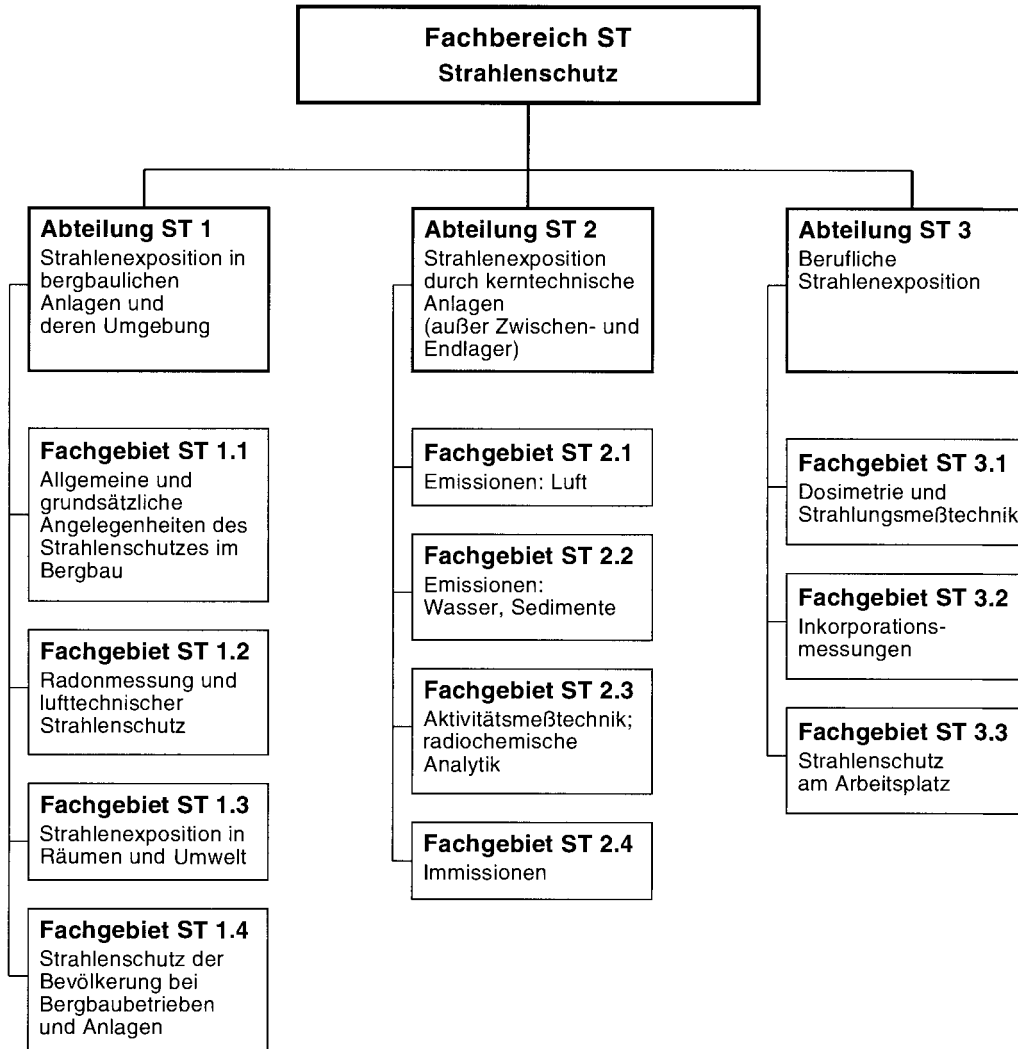 Fachbereich ST
Strahlenschutz
Abteilung ST 1
Strahlenexposition in
bergbaulichen
Anlagen und
deren Umgebung
Fachgebiet ST 1.1
Allgemeine und
grundsätzliche
Angelegenheiten des
Strahlenschutzes im
Bergbau
Fachgebiet ST 1.2
Radonmessung und
lufttechnischer
Strahlenschutz
Fachgebiet ST 1.3
Strahlenexposition in
Räumen und Umwelt
Fachgebiet ST 1.4
Strahlenschutz der
Bevölkerung bei
Bergbaubetrieben
und Anlagen
Abteilung ST 2
Strahlenexposition
durch kerntechnische
Anlagen
(außer Zwischen- und
Endlager)
Fachgebiet ST 2.1
Emissionen: Luft
Fachgebiet ST 2.2
Emissionen:
Wasser, Sedimente
Fachgebiet ST 2.3
Aktivitätsmeßtechnik;
radiochemische
Analytik
Fachgebiet ST 2.4
Immissionen
Abteilung ST 3
Berufliche
Strahlenexposition
Fachgebiet ST 3.1
Dosimetrie und
Strahlungsmeßtechnik
Fachgebiet ST 3.2
Inkorporations-
messungen
Fachgebiet ST 3.3
Strahlenschutz
am Arbeitsplatz